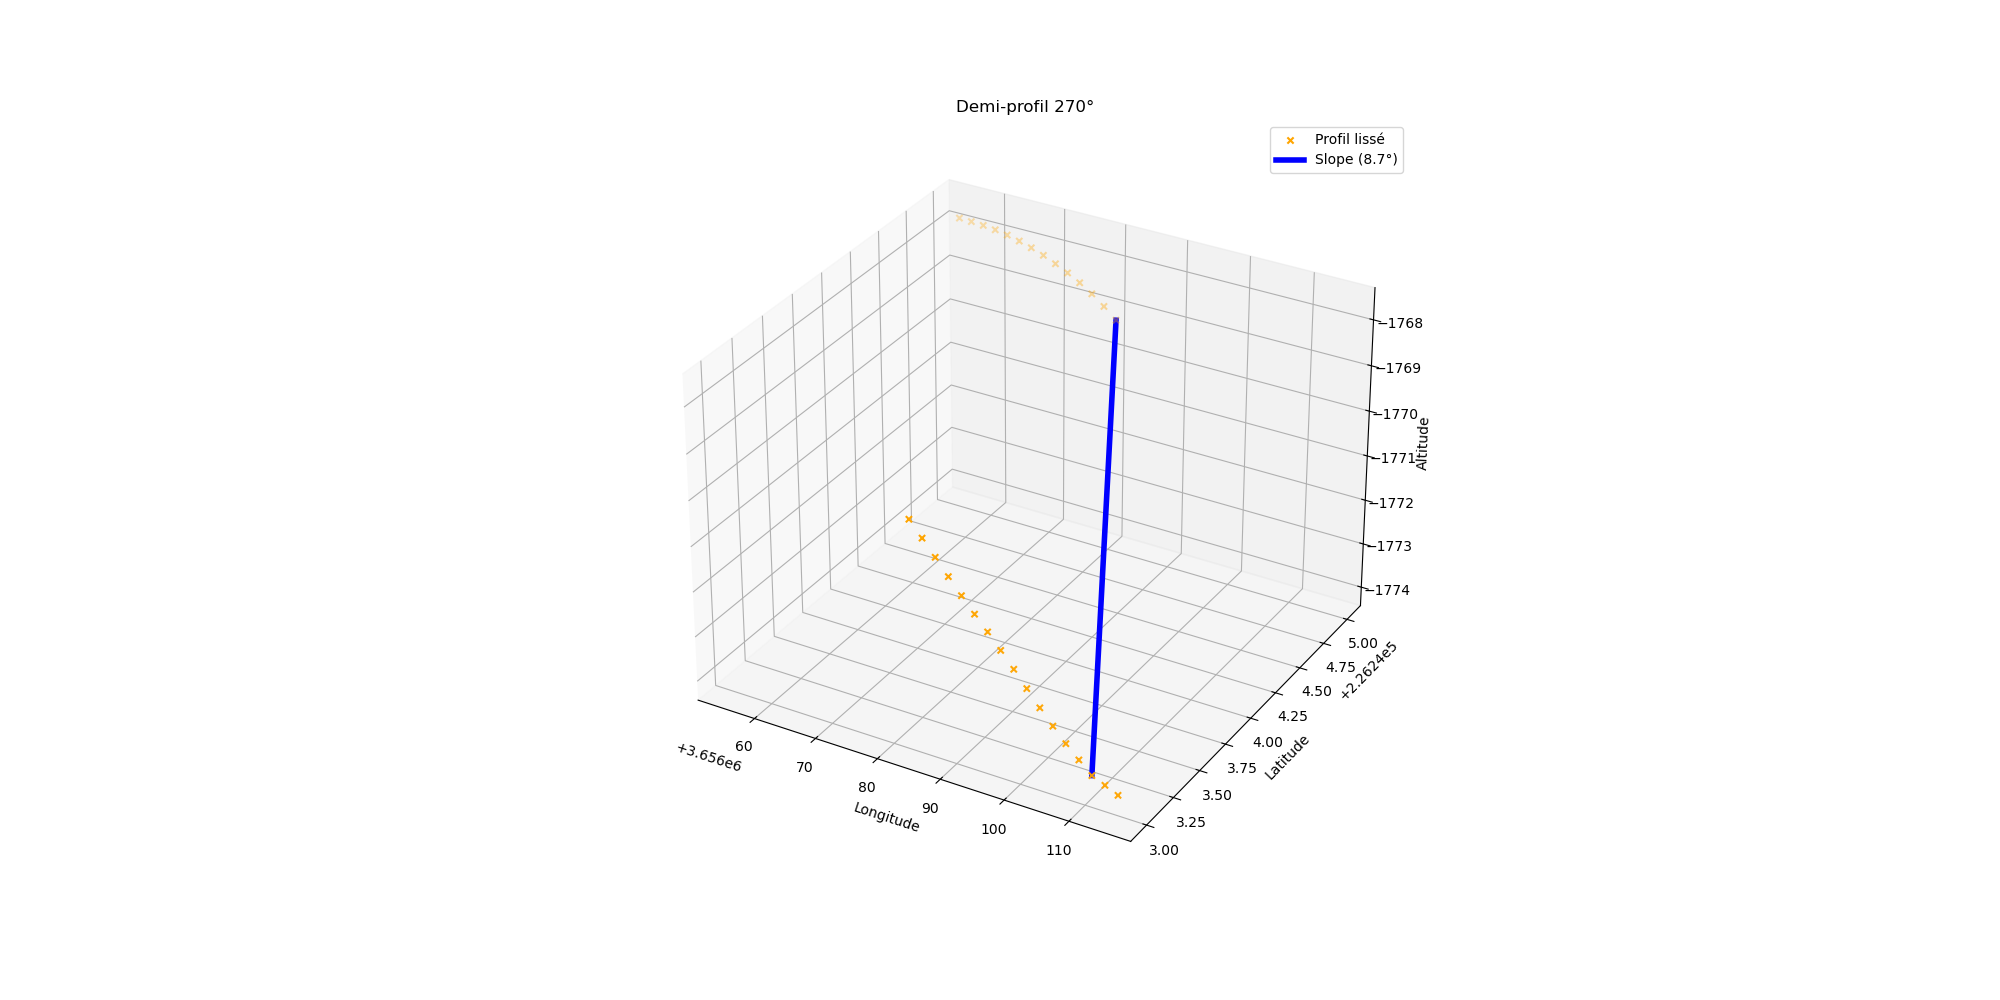 Demi-profil 270°
Profil lissé
Slope (8.7°)
−1768
−1769
−1770
−1771
−1772
−1773
−1774
Altitude
5.00
4.75
4.50
4.25
4.00
3.75
3.50
3.25
3.00
+2.2624e5
Latitude
60
70
80
90
100
110
+3.656e6
Longitude